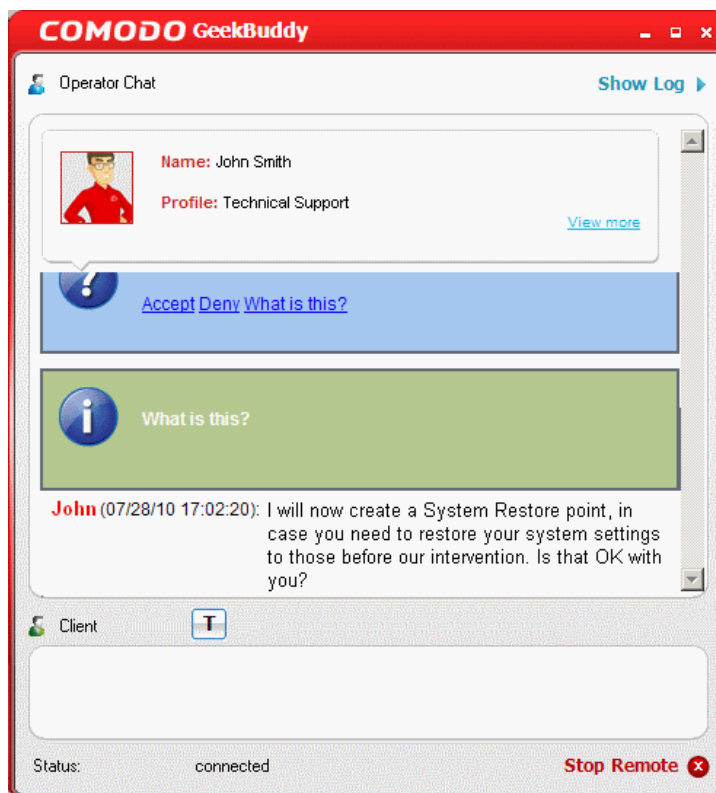 COMODO GeekBuddy
Operator Chat
Show Log
Name: John Smith
Profile: Technical Support
View more
?
Accept Deny What is this?
i
What is this?
John (07/28/10 17:02:20): I will now create a System Restore point, in
case you need to restore your system settings
to those before our intervention. Is that OK with
you?
Client
T
Status:
connected
Stop Remote